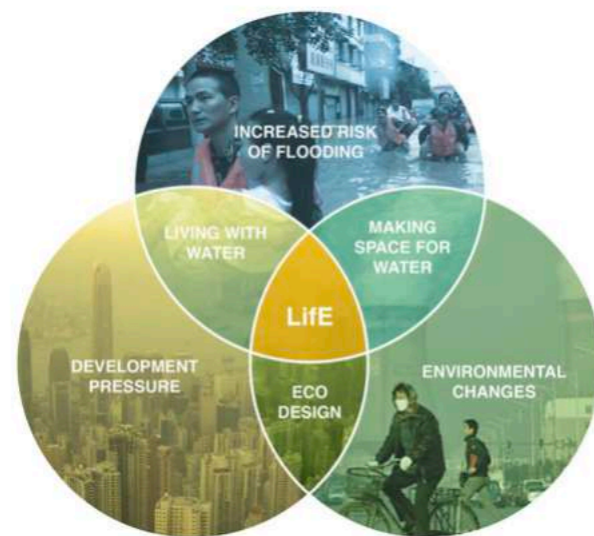 INCREASED RISK
OF FLOODING
LIVING WITH
WATER
MAKING
SPACE FOR
WATER
LifE
DEVELOPMENT
PRESSURE
ECO
DESIGN
ENVIRONMENTAL
CHANGES